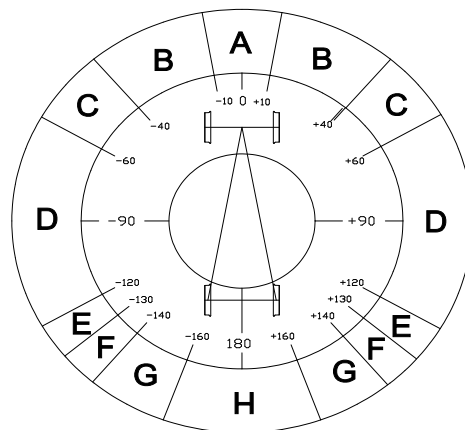 A
B B
C C
-10 0 +10
-40 +40
-60 +60
D -90 +90 D
-120 +120
-130 +130
E E
-140 +140
F F
-160 180 +160
G G
H